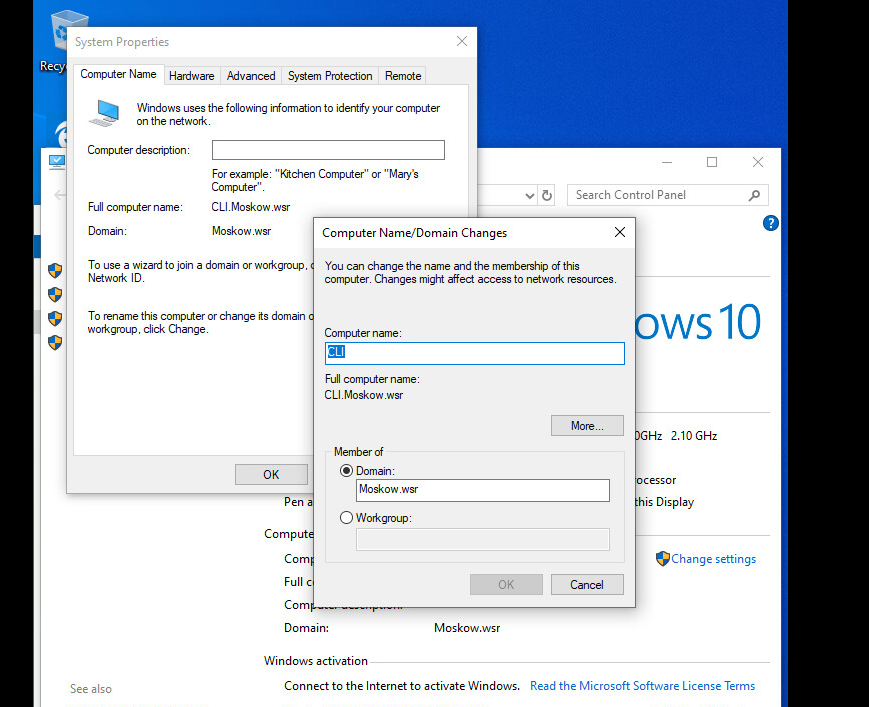 Recy
System Properties
Computer Name
Hardware
Advanced
System Protection
Remote
Windows uses the following information to identify your computer
on the network.
Computer description:
For example: "Kitchen Computer" or "Mary's
Computer".
Full computer name:
CLI.Moskow.wsr
Domain:
Moskow.wsr
To use a wizard to join a domain or workgroup, c
Network ID.
To rename this computer or change its domain o
workgroup, click Change.
OK
Search Control Panel
?
Computer Name/Domain Changes
You can change the name and the membership of this
computer. Changes might affect access to network resources.
Computer name:
CLI
Full computer name:
CLI.Moskow.wsr
More...
Member of
Domain:
Moskow.wsr
Workgroup:
OK
Cancel
ows 10
0GHz 2.10 GHz
ocessor
Pen a
this Display
Compute
Comp
Change settings
Full c
Computer description:
Domain:
Moskow.wsr
Windows activation
Connect to the Internet to activate Windows.
Read the Microsoft Software License Terms
See also